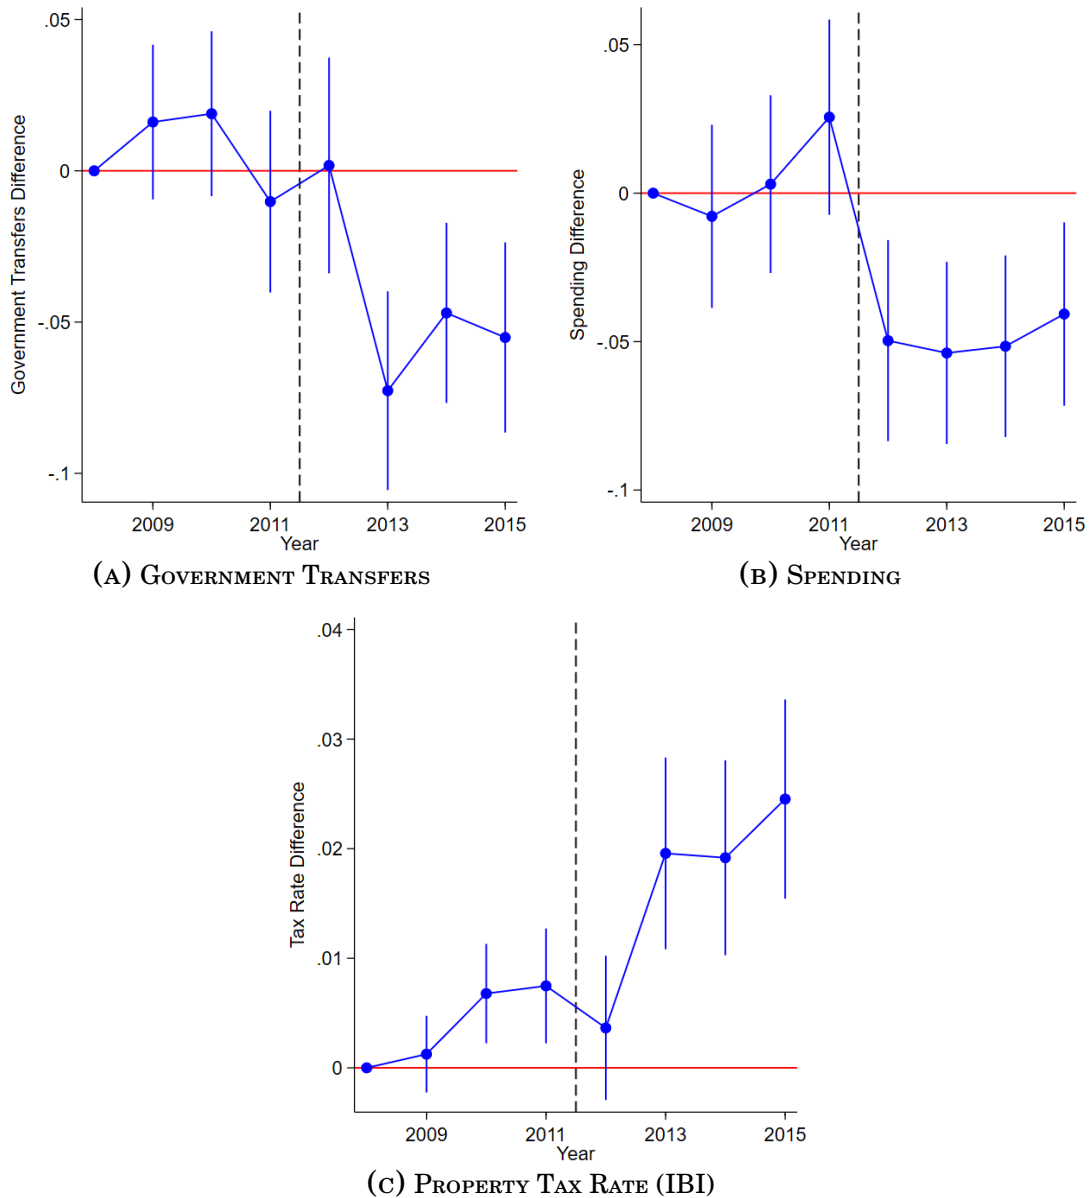 .05
0
-.05
-.1
Government Transfers Difference
2009 2011 2013 2015
Year
(A) Government Transfers
.05
0
-.05
-.1
Spending Difference
2009 2011 2013 2015
Year
(B) Spending
.04
.03
.02
.01
0
Tax Rate Difference
2009 2011 2013 2015
Year
(C) Property Tax Rate (IBI)